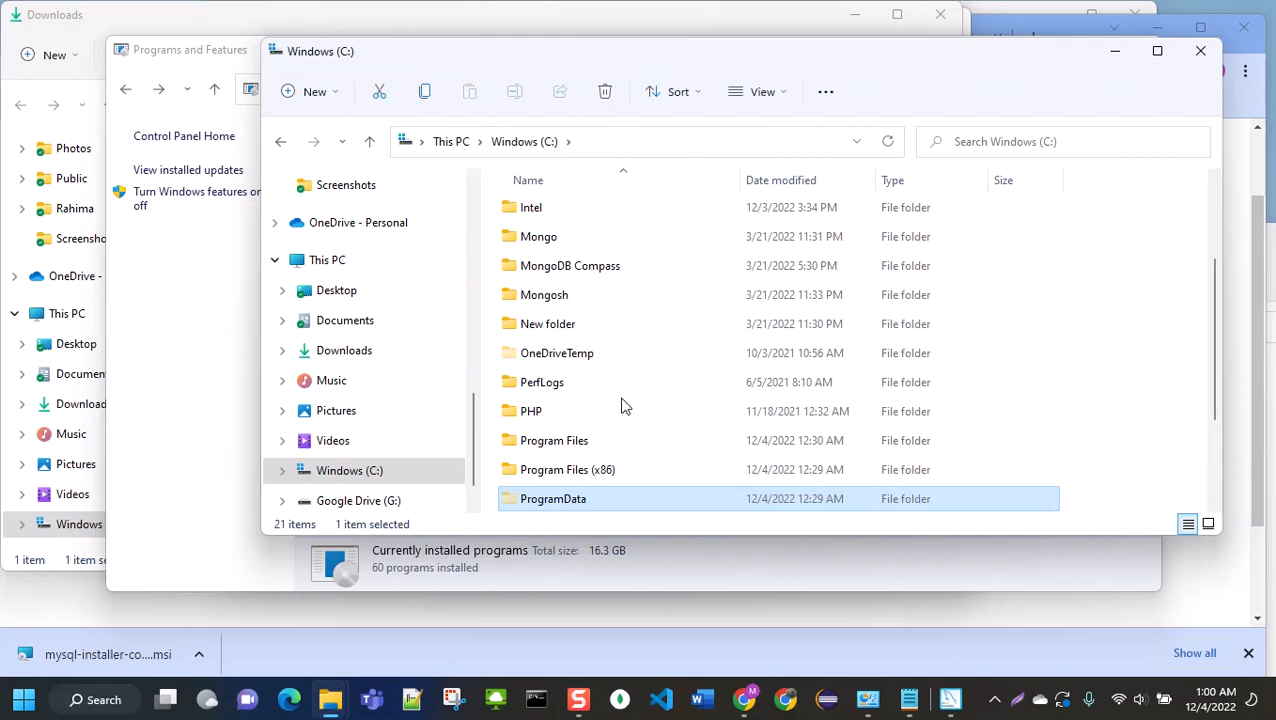 Downloads
New
Photos
Public
Rahima
Screensho
OneDrive -
This PC
Desktop
Documen
Download
Music
Pictures
Videos
Windows
1 item 1 item se
Programs and Features
Control Panel Home
View installed updates
Turn Windows features on
off
Currently installed programs Total size: 16.3 GB
60 programs installed
Windows (C:)
New Sort View
This PC > Windows (C:) > Search Windows (C:)
Screenshots
OneDrive - Personal
This PC
Desktop
Documents
Downloads
Music
Pictures
Videos
Windows (C:)
Google Drive (G:)
Name Date modified Type Size
Intel 12/3/2022 3:34 PM File folder
Mongo 3/21/2022 11:31 PM File folder
MongoDB Compass 3/21/2022 5:30 PM File folder
Mongosh 3/21/2022 11:33 PM File folder
New folder 3/21/2022 11:30 PM File folder
OneDriveTemp 10/3/2021 10:56 AM File folder
PerfLogs 6/5/2021 8:10 AM File folder
PHP 11/18/2021 12:32 AM File folder
Program Files 12/4/2022 12:30 AM File folder
Program Files (x86) 12/4/2022 12:29 AM File folder
ProgramData 12/4/2022 12:29 AM File folder
21 items 1 item selected
mysql-installer-co....msi Show all
Search 1:00 AM
12/4/2022